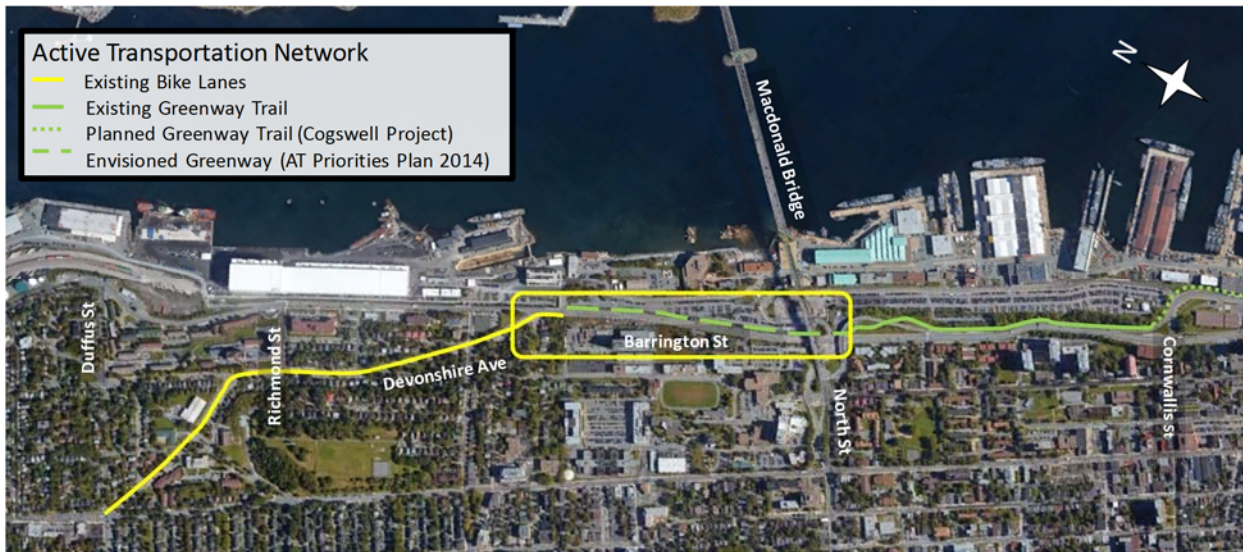 Active Transportation Network
Existing Bike Lanes
Existing Greenway Trail
Planned Greenway Trail (Cogswell Project)
Envisioned Greenway (AT Priorities Plan 2014)
N
Macdonald Bridge
Duffus St
Richmond St
Devonshire Ave
Barrington St
North St
Cornwallis St